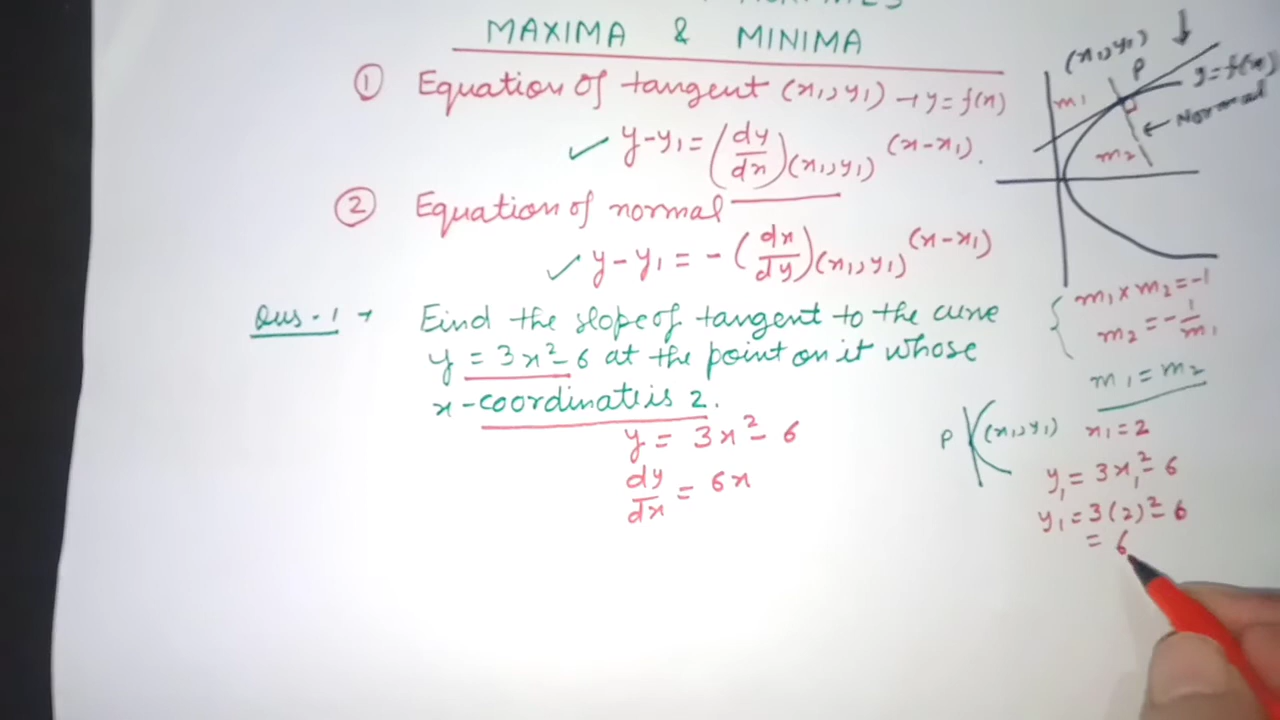 MAXIMA & MINIMA
① Equation of tangent (x₁, y₁) → y = f(x)
✓ y - y₁ = (dy/dx)(x₁, y₁) (x - x₁).
② Equation of normal
✓ y - y₁ = - (dx/dy)(x₁, y₁) (x - x₁)
Ques. 1 → Find the slope of tangent to the curve
y = 3x² - 6 at the point on it whose
x-coordinate is 2.
y = 3x² - 6
dy/dx = 6x
(x₁, y₁)
P
y = f(x)
m₁
← Normal
m₂
m₁ × m₂ = -1
m₂ = - 1/m₁
m₁ = m₂
P (x₁, y₁) x₁ = 2
y₁ = 3x₁² - 6
y₁ = 3(2)² - 6
= 6